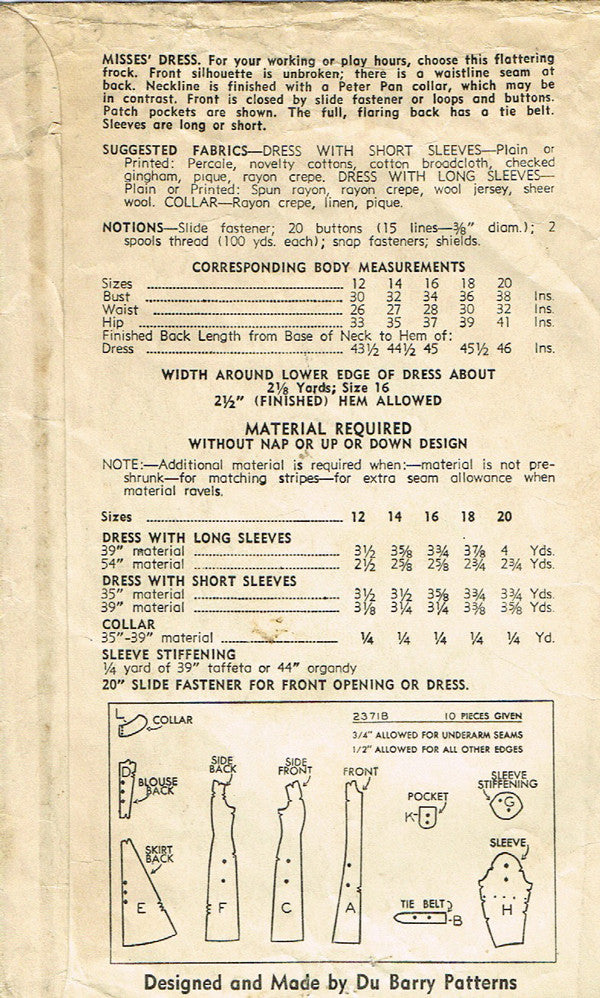 MISSES' DRESS. For your working or play hours, choose this flattering
frock. Front silhouette is unbroken; there is a waistline seam at
back. Neckline is finished with a Peter Pan collar, which may be
in contrast. Front is closed by slide fastener or loops and buttons.
Patch pockets are shown. The full, flaring back has a tie belt.
Sleeves are long or short.
SUGGESTED FABRICS—DRESS WITH SHORT SLEEVES—Plain or
Printed: Percale, novelty cottons, cotton broadcloth, checked
gingham, pique, rayon crepe. DRESS WITH LONG SLEEVES—
Plain or Printed: Spun rayon, rayon crepe, wool jersey, sheer
wool. COLLAR—Rayon crepe, linen, pique.
NOTIONS—Slide fastener; 20 buttons (15 lines—⅜" diam.); 2
spools thread (100 yds. each); snap fasteners; shields.
CORRESPONDING BODY MEASUREMENTS
Sizes 12 14 16 18 20
Bust 30 32 34 36 38 Ins.
Waist 26 27 28 30 32 Ins.
Hip 33 35 37 39 41 Ins.
Finished Back Length from Base of Neck to Hem of:
Dress 43½ 44½ 45 45½ 46 Ins.
WIDTH AROUND LOWER EDGE OF DRESS ABOUT
2⅛ Yards; Size 16
2½" (FINISHED) HEM ALLOWED
MATERIAL REQUIRED
WITHOUT NAP OR UP OR DOWN DESIGN
NOTE:—Additional material is required when:—material is not pre-
shrunk—for matching stripes—for extra seam allowance when
material ravels.
Sizes 12 14 16 18 20
DRESS WITH LONG SLEEVES
39" material 3½ 3⅝ 3¾ 3⅞ 4 Yds.
54" material 2½ 2⅝ 2⅝ 2¾ 2¾ Yds.
DRESS WITH SHORT SLEEVES
35" material 3½ 3½ 3⅝ 3¾ 3¾ Yds.
39" material 3⅛ 3¼ 3¼ 3⅜ 3⅝ Yds.
COLLAR
35"-39" material ¼ ¼ ¼ ¼ ¼ Yd.
SLEEVE STIFFENING
¼ yard of 39" taffeta or 44" organdy
20" SLIDE FASTENER FOR FRONT OPENING OR DRESS.
2371B 10 PIECES GIVEN
3/4" ALLOWED FOR UNDERARM SEAMS
1/2" ALLOWED FOR ALL OTHER EDGES
L COLLAR
D BLOUSE
BACK
SKIRT
BACK
E
SIDE
BACK
F
SIDE
FRONT
C
FRONT
A
POCKET
K
SLEEVE
STIFFENING
G
TIE BELT
B
SLEEVE
H
Designed and Made by Du Barry Patterns